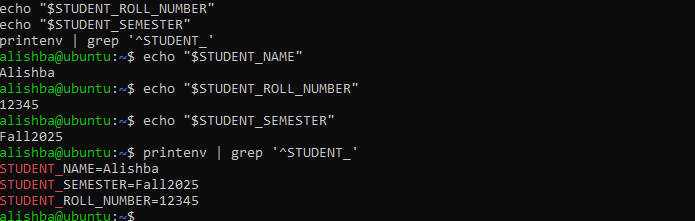 echo "$STUDENT_ROLL_NUMBER"
echo "$STUDENT_SEMESTER"
printenv | grep '^STUDENT_'
alishba@ubuntu:~$ echo "$STUDENT_NAME"
Alishba
alishba@ubuntu:~$ echo "$STUDENT_ROLL_NUMBER"
12345
alishba@ubuntu:~$ echo "$STUDENT_SEMESTER"
Fall2025
alishba@ubuntu:~$ printenv | grep '^STUDENT_'
STUDENT_NAME=Alishba
STUDENT_SEMESTER=Fall2025
STUDENT_ROLL_NUMBER=12345
alishba@ubuntu:~$